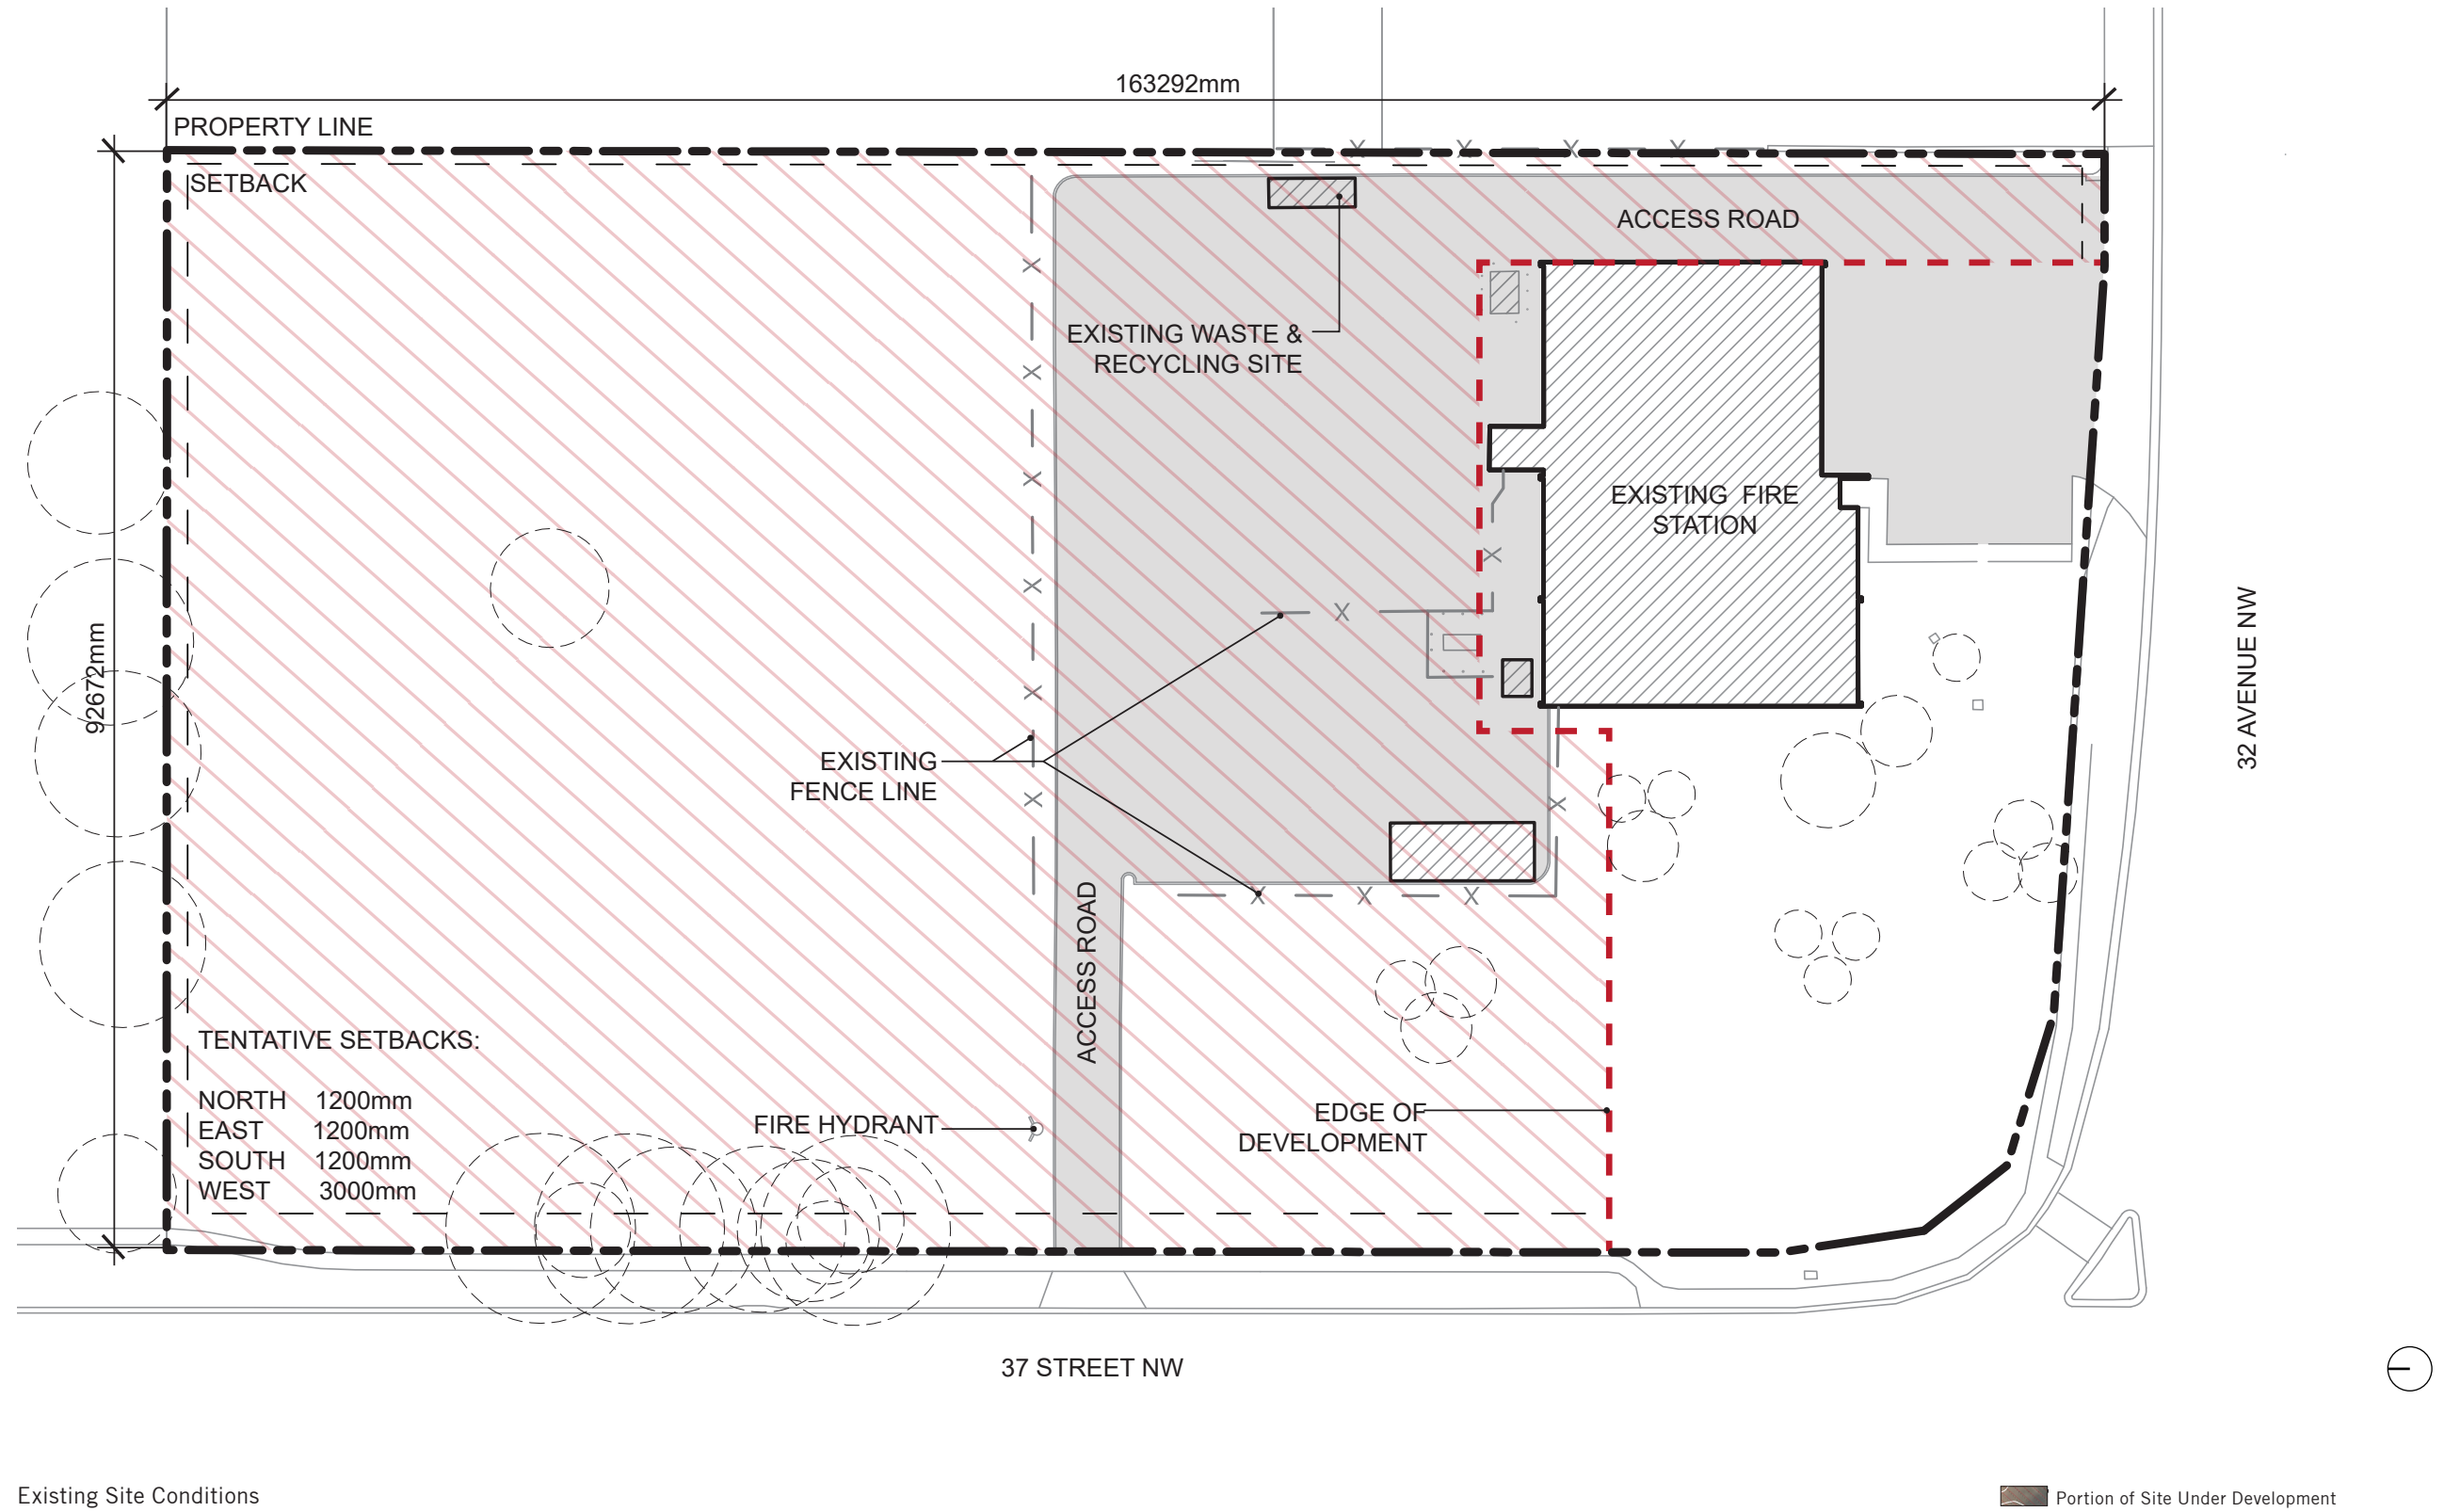 163292mm
PROPERTY LINE
SETBACK
ACCESS ROAD
EXISTING WASTE &
RECYCLING SITE
EXISTING FIRE
STATION
92672mm
32 AVENUE NW
EXISTING
FENCE LINE
ACCESS ROAD
TENTATIVE SETBACKS:
NORTH 1200mm
EAST 1200mm
SOUTH 1200mm
WEST 3000mm
FIRE HYDRANT
EDGE OF
DEVELOPMENT
37 STREET NW
Existing Site Conditions
Portion of Site Under Development